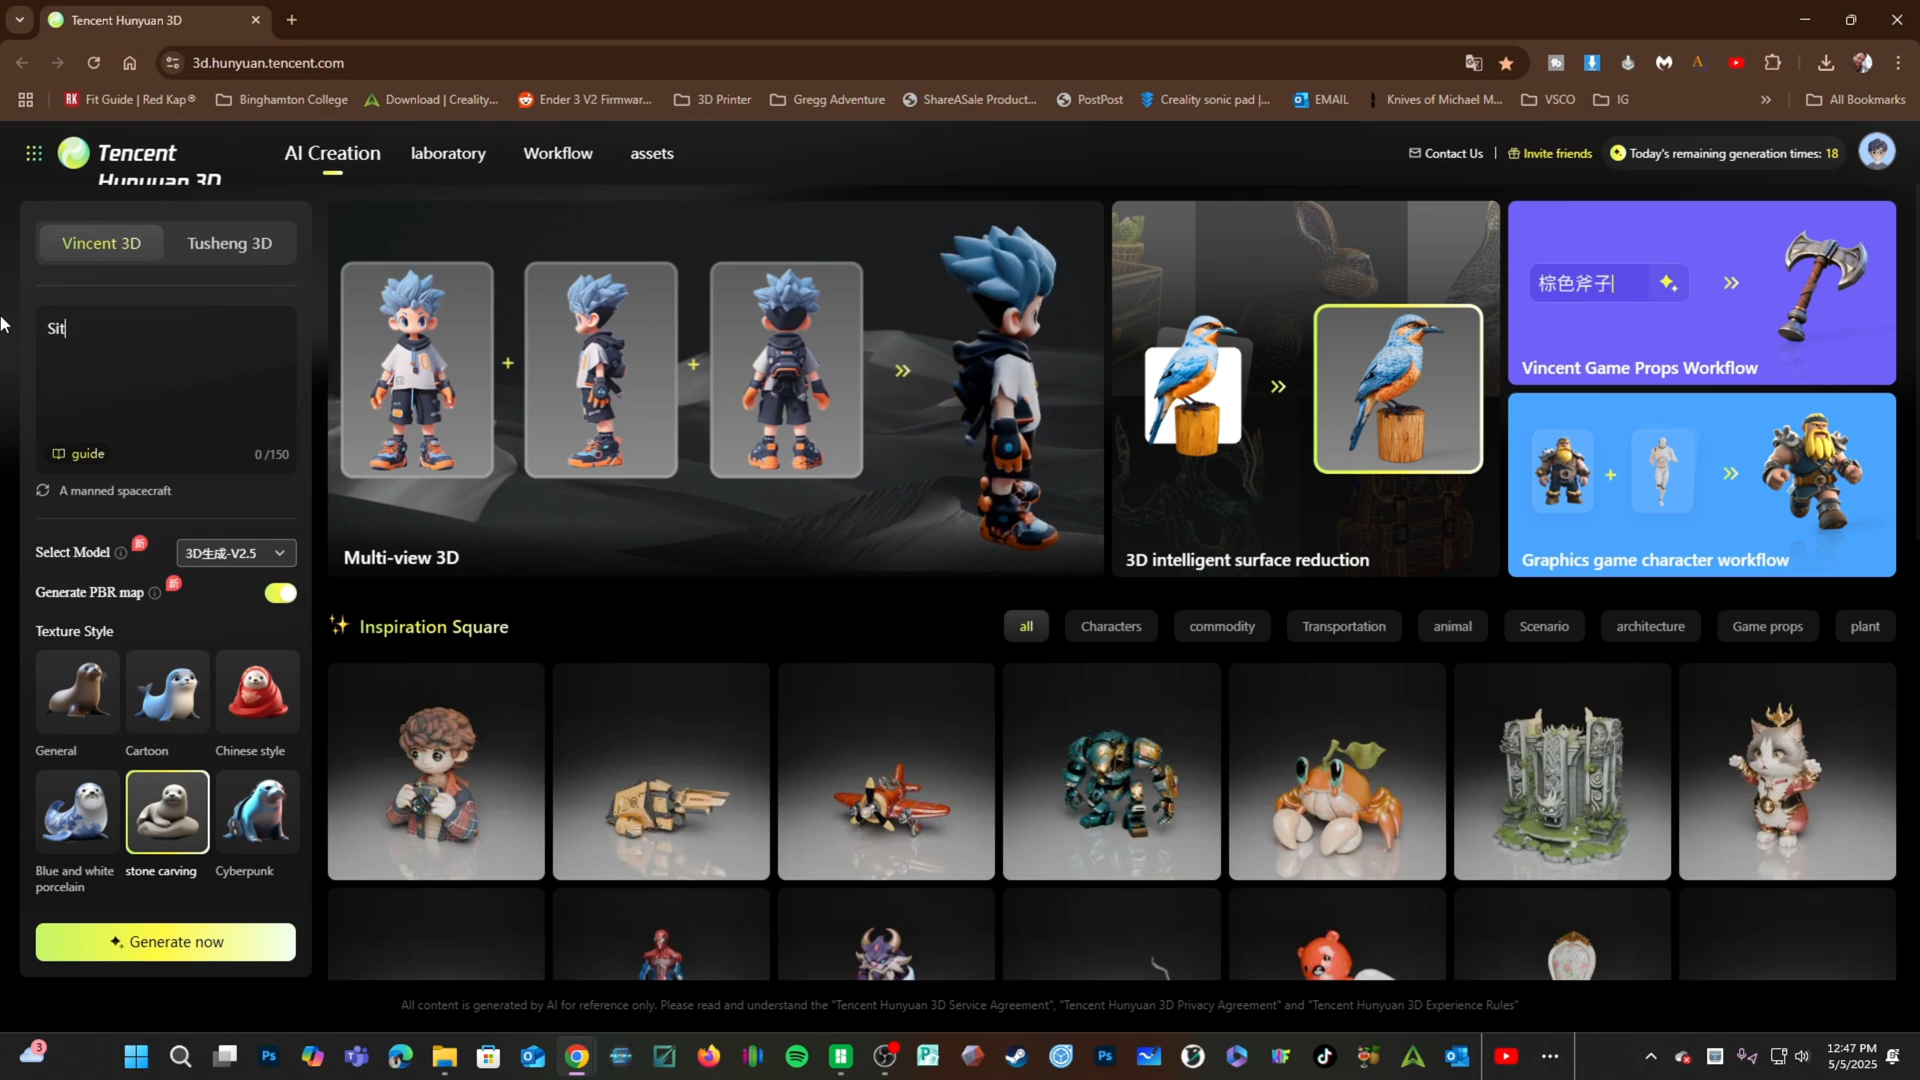 Tencent Hunyuan 3D
3d.hunyuan.tencent.com
Fit Guide | Red Kap®
Binghamton College
Download | Creality...
Ender 3 V2 Firmwar...
3D Printer
Gregg Adventure
ShareASale Product...
PostPost
Creality sonic pad |...
EMAIL
Knives of Michael M...
VSCO
IG
All Bookmarks
Tencent
Hunyuan 3D
AI Creation
laboratory
Workflow
assets
Contact Us
Invite friends
Today's remaining generation times: 18
Vincent 3D
Tusheng 3D
Sit
guide
0 /150
A manned spacecraft
Select Model
新
3D生成-V2.5
Generate PBR map
新
Texture Style
General
Cartoon
Chinese style
Blue and white
porcelain
stone carving
Cyberpunk
Generate now
Multi-view 3D
3D intelligent surface reduction
棕色斧子
Vincent Game Props Workflow
Graphics game character workflow
Inspiration Square
all
Characters
commodity
Transportation
animal
Scenario
architecture
Game props
plant
All content is generated by AI for reference only. Please read and understand the "Tencent Hunyuan 3D Service Agreement", "Tencent Hunyuan 3D Privacy Agreement" and "Tencent Hunyuan 3D Experience Rules"
3
12:47 PM
5/5/2025